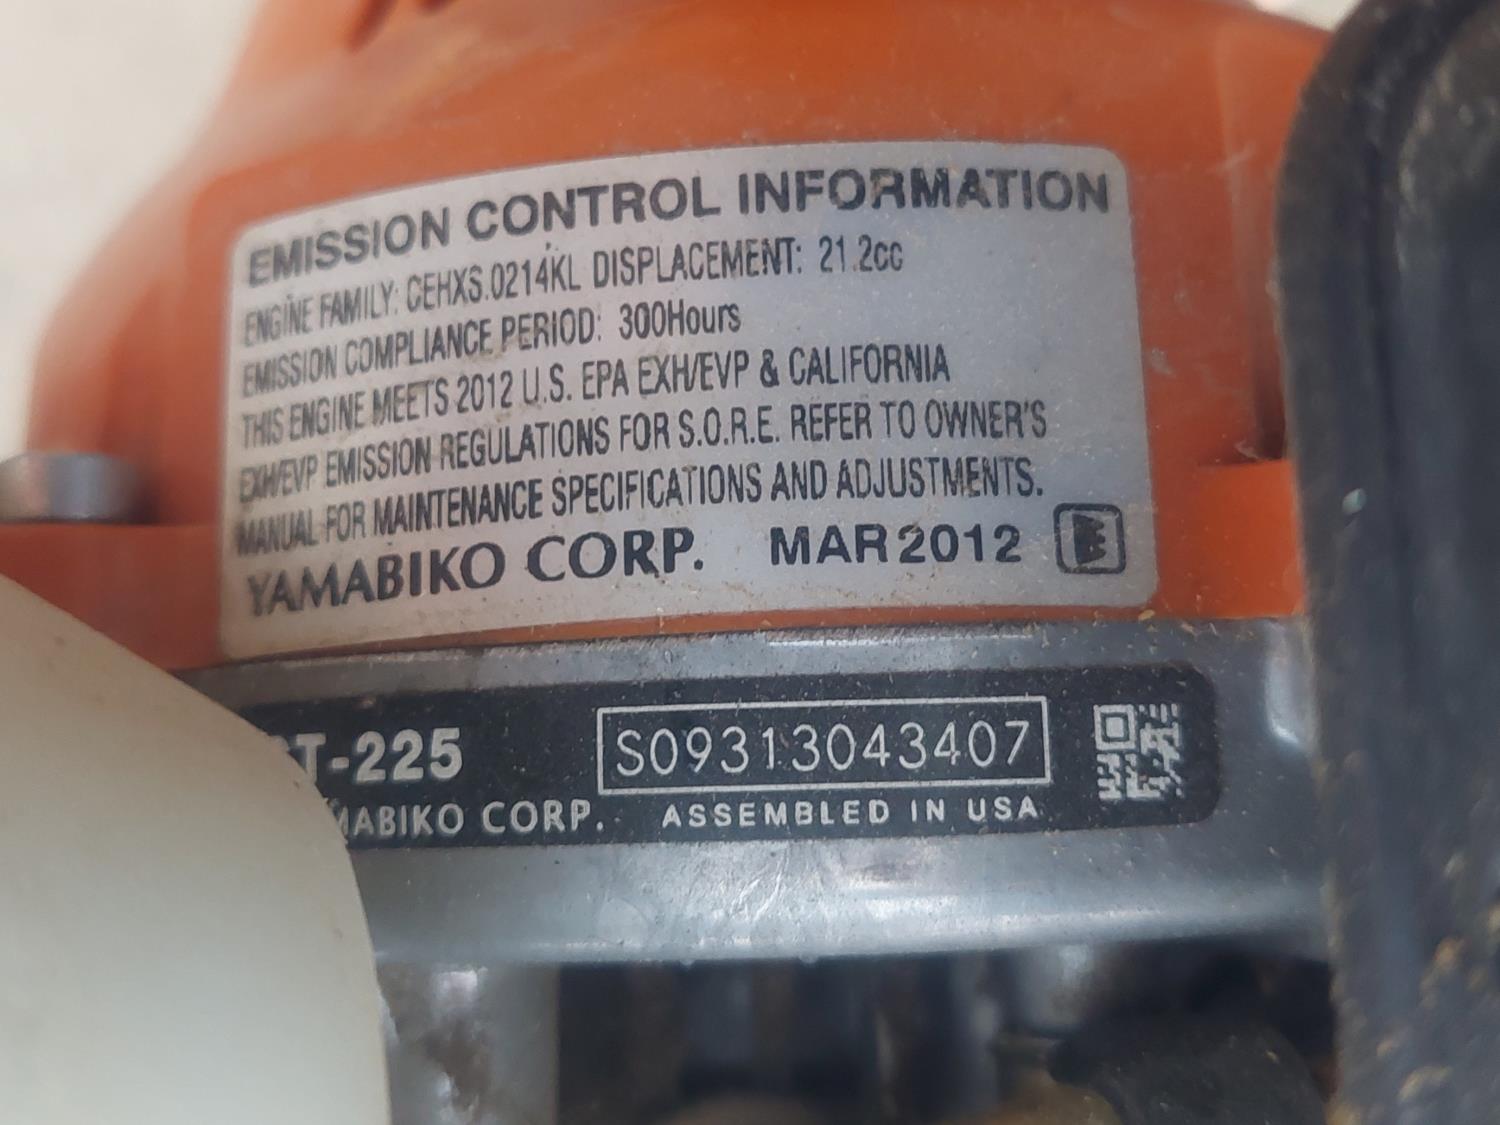 EMISSION CONTROL INFORMATION
ENGINE FAMILY: CEHXS.0214KL DISPLACEMENT: 21.2cc
EMISSION COMPLIANCE PERIOD: 300Hours
THIS ENGINE MEETS 2012 U.S. EPA EXH/EVP & CALIFORNIA
EXH/EVP EMISSION REGULATIONS FOR S.O.R.E. REFER TO OWNER'S
MANUAL FOR MAINTENANCE SPECIFICATIONS AND ADJUSTMENTS.
YAMABIKO CORP. MAR 2012 E
T-225 S09313043407
MABIKO CORP. ASSEMBLED IN USA